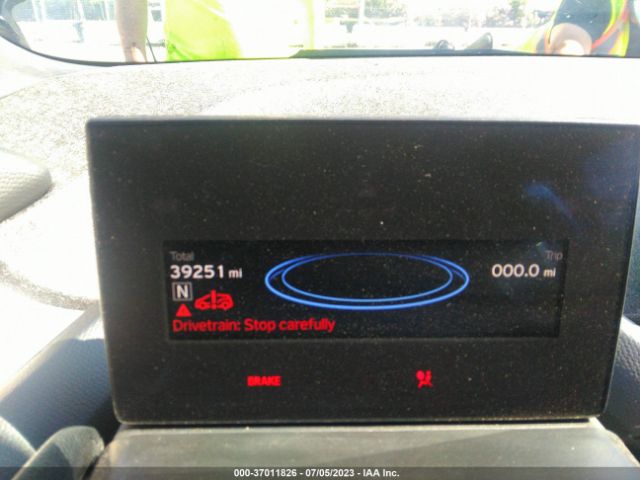 Total
39251 mi
Trip
000.0 mi
N
Drivetrain: Stop carefully
BRAKE
000-37011826 - 07/05/2023 - IAA Inc.